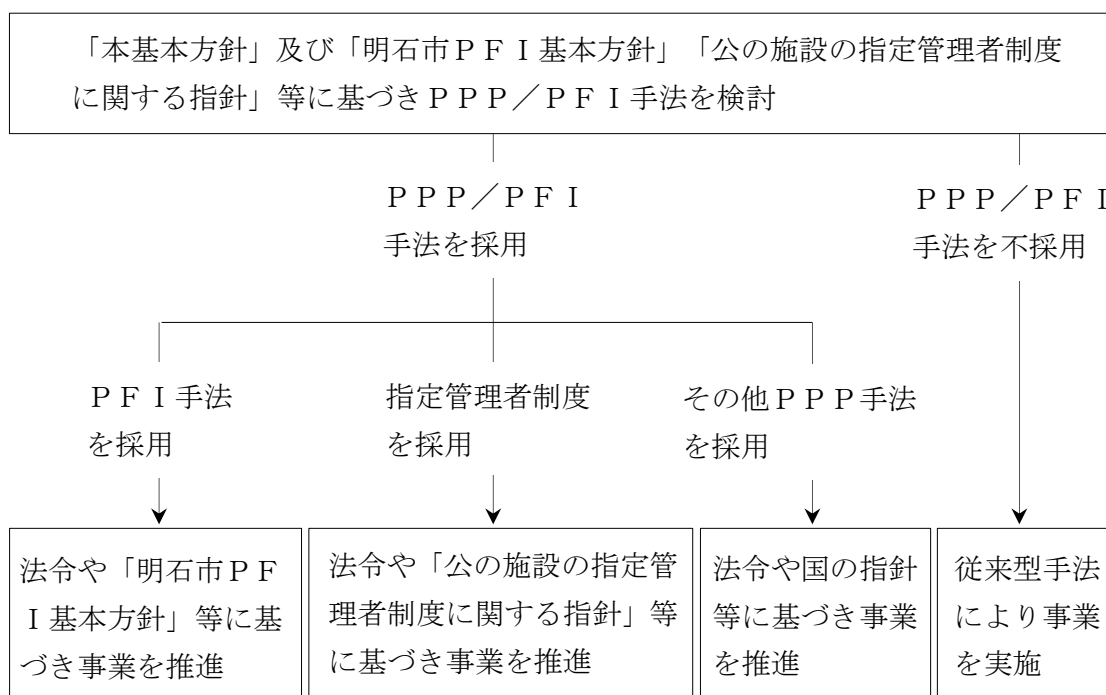 「本基本方針」及び「明石市ＰＦＩ基本方針」「公の施設の指定管理者制度
に関する指針」等に基づきＰＰＰ／ＰＦＩ手法を検討
ＰＰＰ／ＰＦＩ
手法を採用
ＰＰＰ／ＰＦＩ
手法を不採用
ＰＦＩ手法
を採用
指定管理者制度
を採用
その他ＰＰＰ手法
を採用
法令や「明石市ＰＦ
Ｉ基本方針」等に基
づき事業を推進
法令や「公の施設の指定管
理者制度に関する指針」等
に基づき事業を推進
法令や国の指針
等に基づき事業
を推進
従来型手法
により事業
を実施